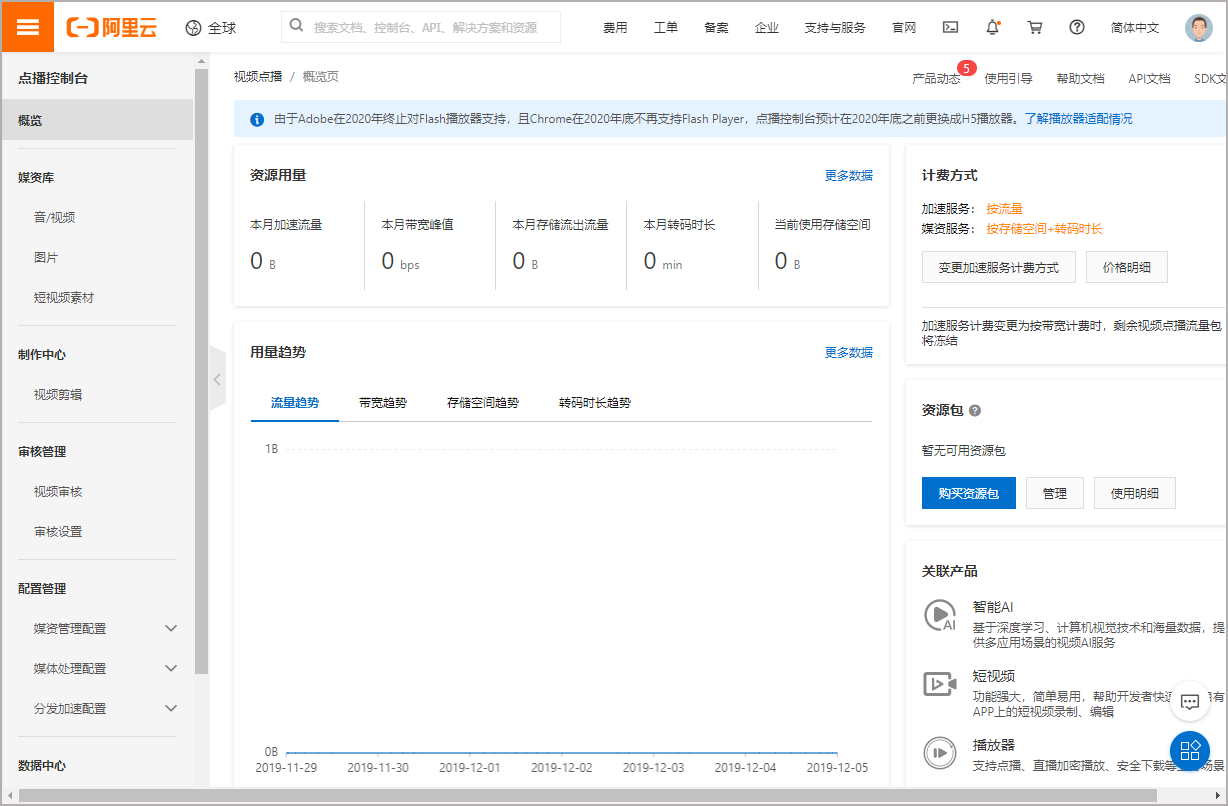 阿里云
全球
搜索文档、控制台、API、解决方案和资源
费用
工单
备案
企业
支持与服务
官网
简体中文
点播控制台
概览
媒资库
音/视频
图片
短视频素材
制作中心
视频剪辑
审核管理
视频审核
审核设置
配置管理
媒资管理配置
媒体处理配置
分发加速配置
数据中心
视频点播 / 概览页
产品动态
5
使用引导
帮助文档
API文档
SDK文
由于Adobe在2020年终止对Flash播放器支持，且Chrome在2020年底不再支持Flash Player，点播控制台预计在2020年底之前更换成H5播放器。了解播放器适配情况
资源用量
更多数据
本月加速流量
0 B
本月带宽峰值
0 bps
本月存储流出流量
0 B
本月转码时长
0 min
当前使用存储空间
0 B
用量趋势
更多数据
流量趋势
带宽趋势
存储空间趋势
转码时长趋势
1B
0B
2019-11-29
2019-11-30
2019-12-01
2019-12-02
2019-12-03
2019-12-04
2019-12-05
计费方式
加速服务： 按流量
媒资服务： 按存储空间+转码时长
变更加速服务计费方式
价格明细
加速服务计费变更为按带宽计费时，剩余视频点播流量包
将冻结
资源包
暂无可用资源包
购买资源包
管理
使用明细
关联产品
智能AI
基于深度学习、计算机视觉技术和海量数据，提
供多应用场景的视频AI服务
短视频
功能强大，简单易用，帮助开发者快速 有
APP上的短视频录制、编辑
播放器
支持点播、直播加密播放、安全下载等 场景